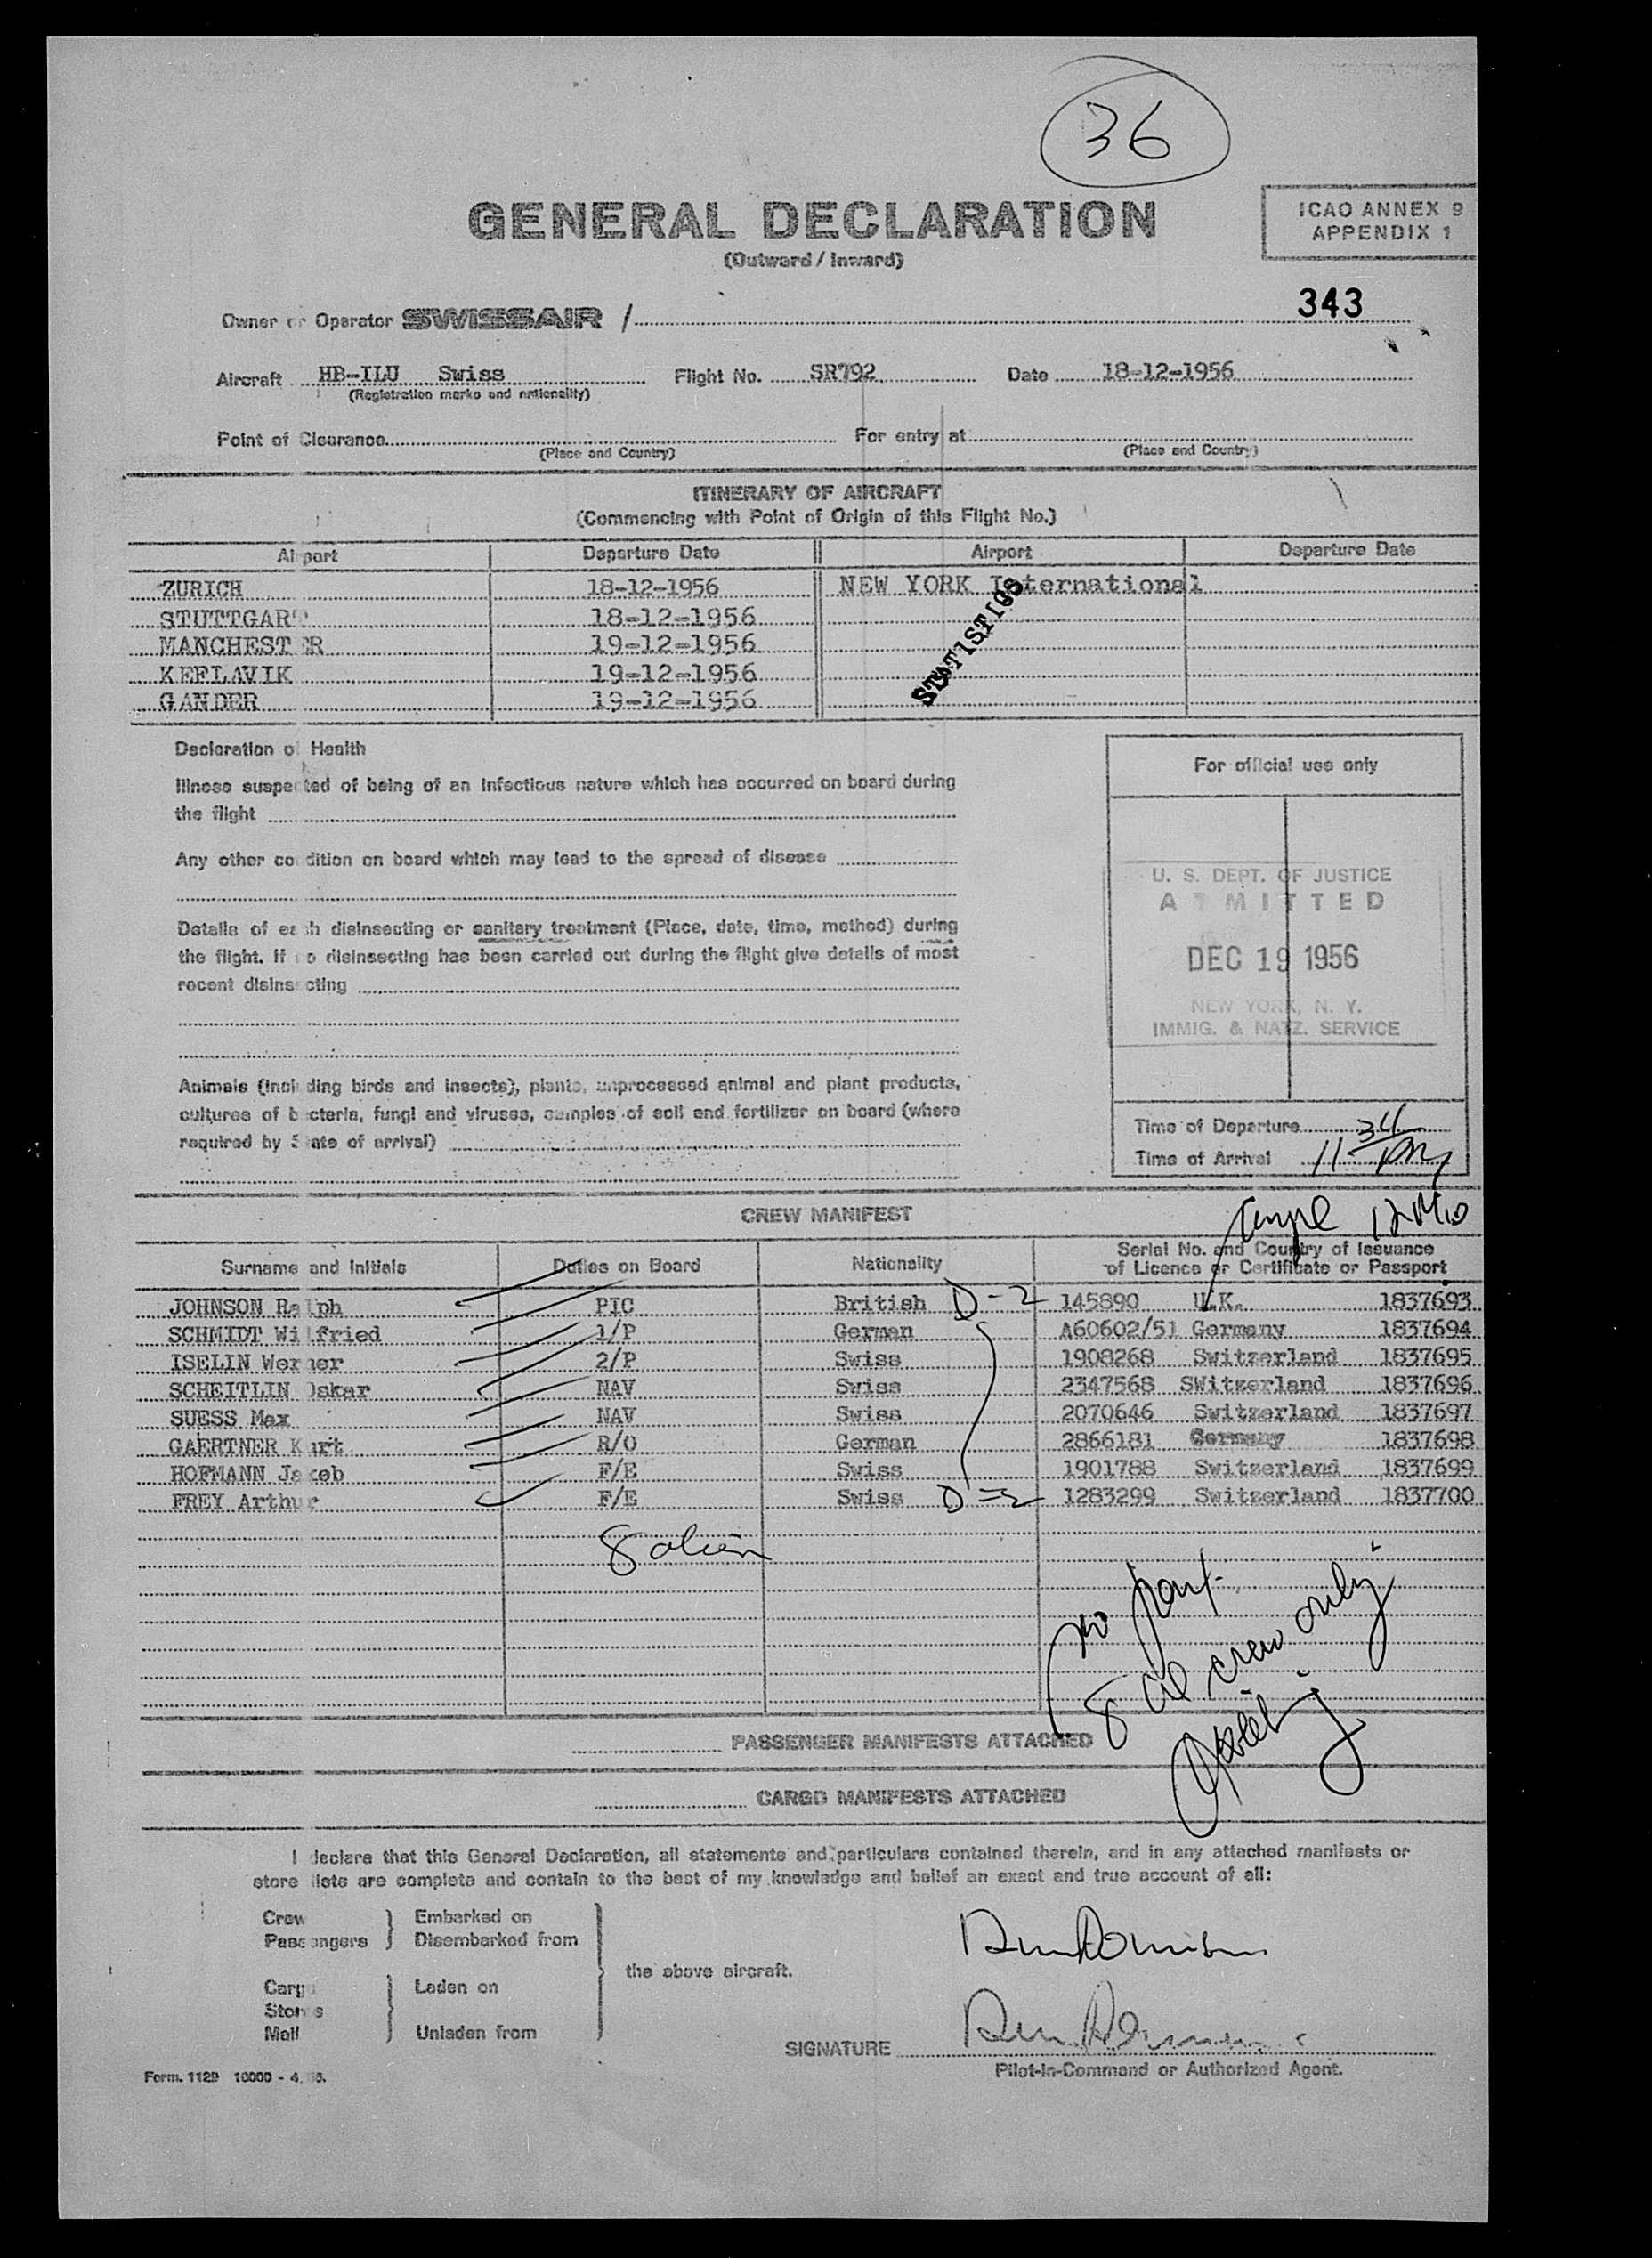 36
GENERAL DECLARATION
(Outward / Inward)
ICAO ANNEX 9
APPENDIX 1
343
Owner or Operator SWISSAIR /
Aircraft HB-ILU Swiss Flight No. SR792 Date 18-12-1956
(Registration marks and nationality)
Point of Clearance For entry at
(Place and Country) (Place and Country)
ITINERARY OF AIRCRAFT
(Commencing with Point of Origin of this Flight No.)
Airport Departure Date Airport Departure Date
ZURICH 18-12-1956 NEW YORK International
STUTTGART 18-12-1956
MANCHESTER 19-12-1956
KEFLAVIK 19-12-1956
GANDER 19-12-1956
STATISTICS
Declaration of Health
Illness suspected of being of an infectious nature which has occurred on board during
the flight
Any other condition on board which may lead to the spread of disease
Details of each disinsecting or sanitary treatment (Place, date, time, method) during
the flight. If no disinsecting has been carried out during the flight give details of most
recent disinsecting
Animals (including birds and insects), plants, unprocessed animal and plant products,
cultures of bacteria, fungi and viruses, samples of soil and fertilizer on board (where
required by State of arrival)
For official use only
U. S. DEPT. OF JUSTICE
ADMITTED
DEC 19 1956
NEW YORK, N. Y.
IMMIG. & NATZ. SERVICE
Time of Departure
Time of Arrival 11 34 PM
CREW MANIFEST
Surname and Initials Duties on Board Nationality Serial No. and Country of Issuance
of Licence or Certificate or Passport
JOHNSON Ralph PIC British D-2 145890 U.K. 1837693
SCHMIDT Wilfried 1/P German A60602/51 Germany 1837694
ISELIN Werner 2/P Swiss 1908268 Switzerland 1837695
SCHEITLIN Oskar NAV Swiss 2347568 SWitzerland 1837696
SUESS Max NAV Swiss 2070646 Switzerland 1837697
GAERTNER Kurt R/O German 2866181 Germany 1837698
HOFMANN Jakob F/E Swiss 1901788 Switzerland 1837699
FREY Arthur F/E Swiss D=2 1283299 Switzerland 1837700
8 alien
no
8 crew only
PASSENGER MANIFESTS ATTACHED
CARGO MANIFESTS ATTACHED
I declare that this General Declaration, all statements and particulars contained therein, and in any attached manifests or
store lists are complete and contain to the best of my knowledge and belief an exact and true account of all:
Crew Embarked on
Passengers Disembarked from
the above aircraft.
Cargo Laden on
Stores
Mail Unladen from
SIGNATURE
Pilot-in-Command or Authorized Agent.
Form. 1129 10000 - 4.